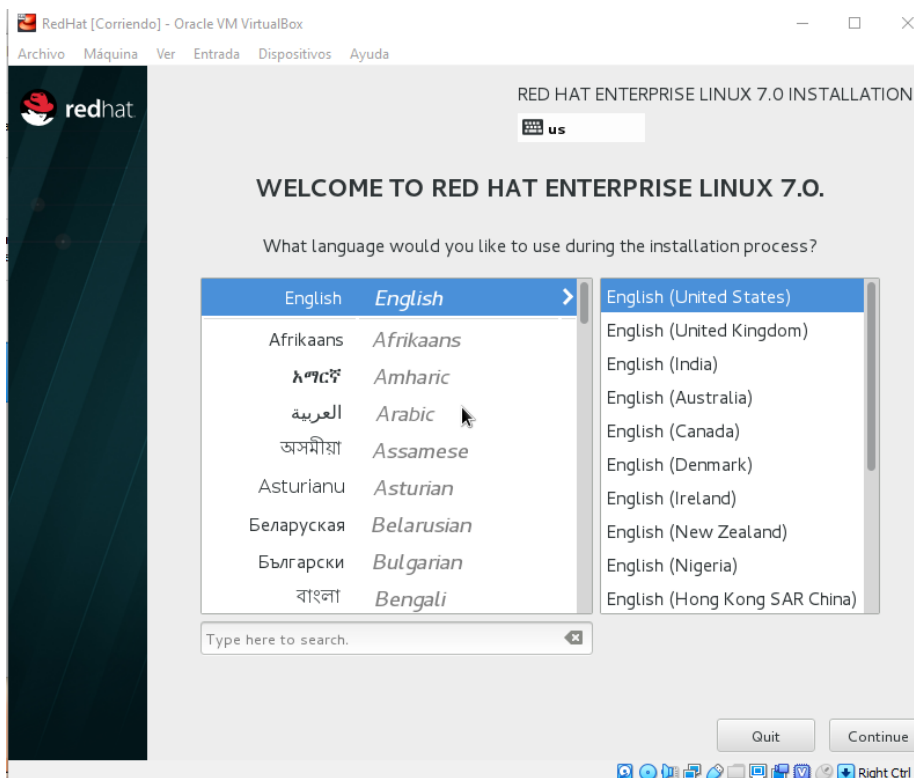 RedHat [Corriendo] - Oracle VM VirtualBox
Archivo Máquina Ver Entrada Dispositivos Ayuda
redhat.
RED HAT ENTERPRISE LINUX 7.0 INSTALLATION
us
WELCOME TO RED HAT ENTERPRISE LINUX 7.0.
What language would you like to use during the installation process?
English English English (United States)
Afrikaans Afrikaans English (United Kingdom)
አማርኛ Amharic English (India)
العربية Arabic English (Australia)
অসমীয়া Assamese English (Canada)
Asturianu Asturian English (Denmark)
Беларуская Belarusian English (Ireland)
Български Bulgarian English (New Zealand)
বাংলা Bengali English (Nigeria)
English (Hong Kong SAR China)
Type here to search.
Quit Continue
Right Ctrl